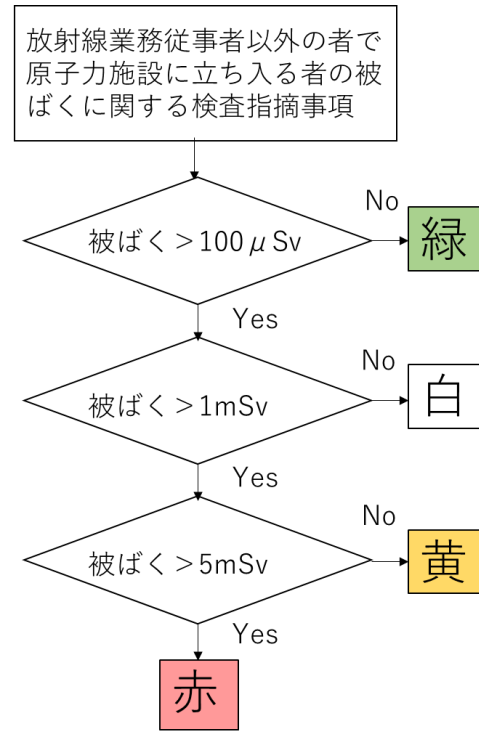 放射線業務従事者以外の者で
原子力施設に立ち入る者の被
ばくに関する検査指摘事項
被ばく＞100μSv
No
緑
Yes
被ばく＞1mSv
No
白
Yes
被ばく＞5mSv
No
黄
Yes
赤